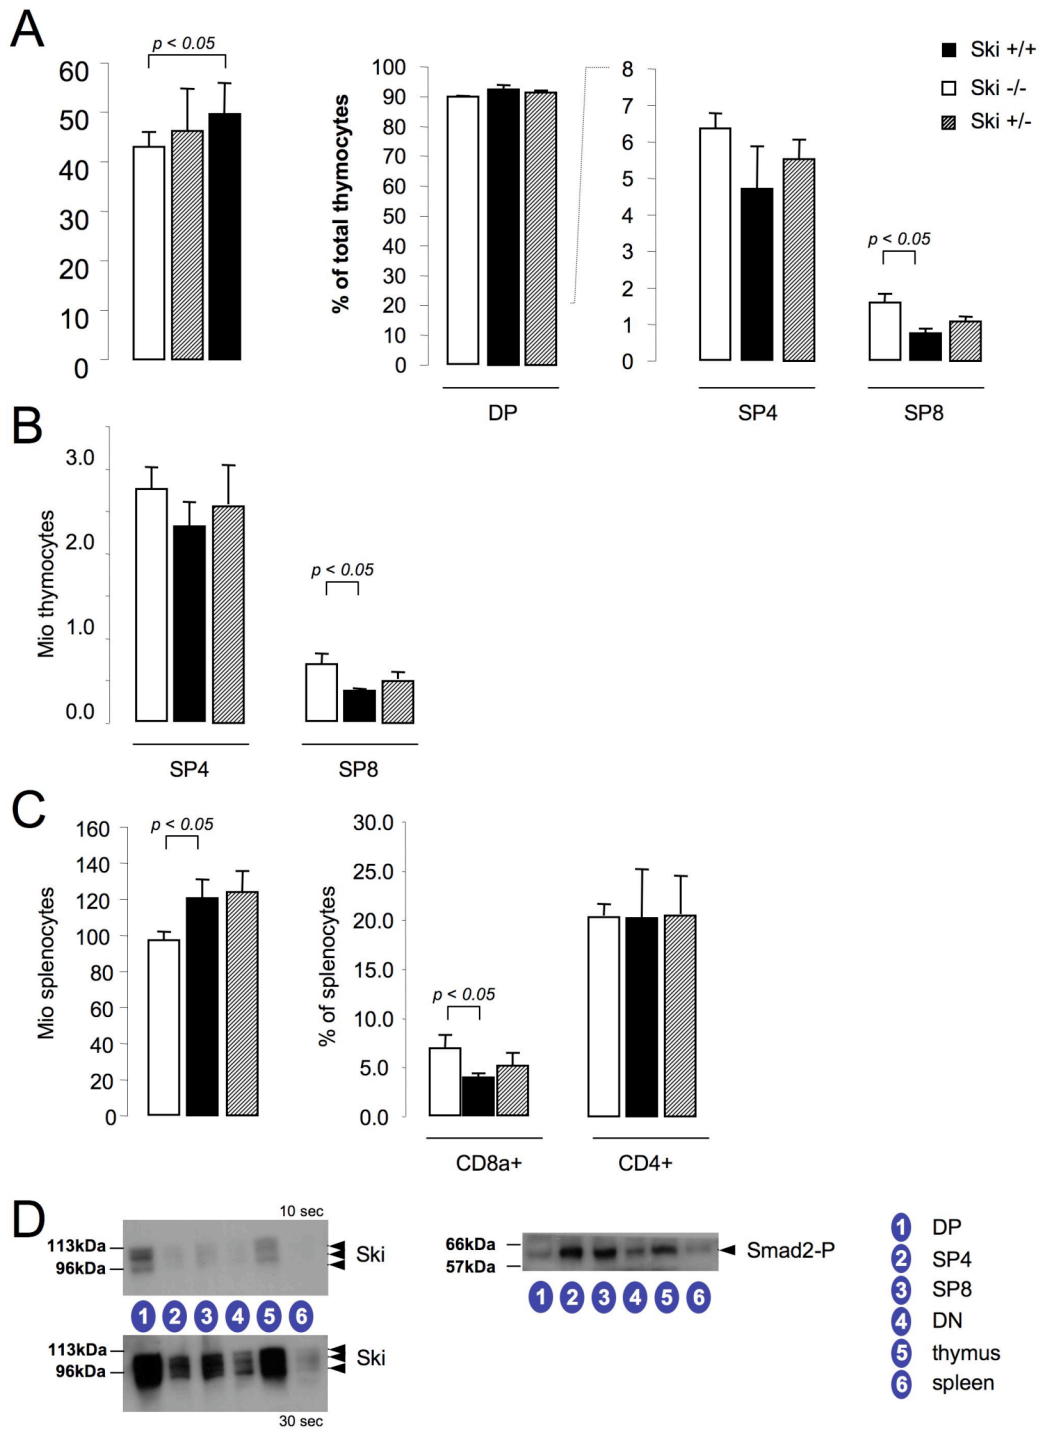 A
p < 0.05
60
50
40
30
20
10
0
% of total thymocytes
100
90
80
70
60
50
40
30
20
10
0
DP
8
7
6
5
4
3
2
1
0
p < 0.05
SP4
SP8
Ski +/+
Ski -/-
Ski +/-
B
Mio thymocytes
3.0
2.0
1.0
0.0
p < 0.05
SP4
SP8
C
Mio splenocytes
160
140
120
100
80
60
40
20
0
p < 0.05
% of splenocytes
30.0
25.0
20.0
15.0
10.0
5.0
0.0
p < 0.05
CD8a+
CD4+
D
10 sec
113kDa
96kDa
Ski
1 2 3 4 5 6
113kDa
96kDa
Ski
30 sec
66kDa
57kDa
Smad2-P
1 2 3 4 5 6
1 DP
2 SP4
3 SP8
4 DN
5 thymus
6 spleen